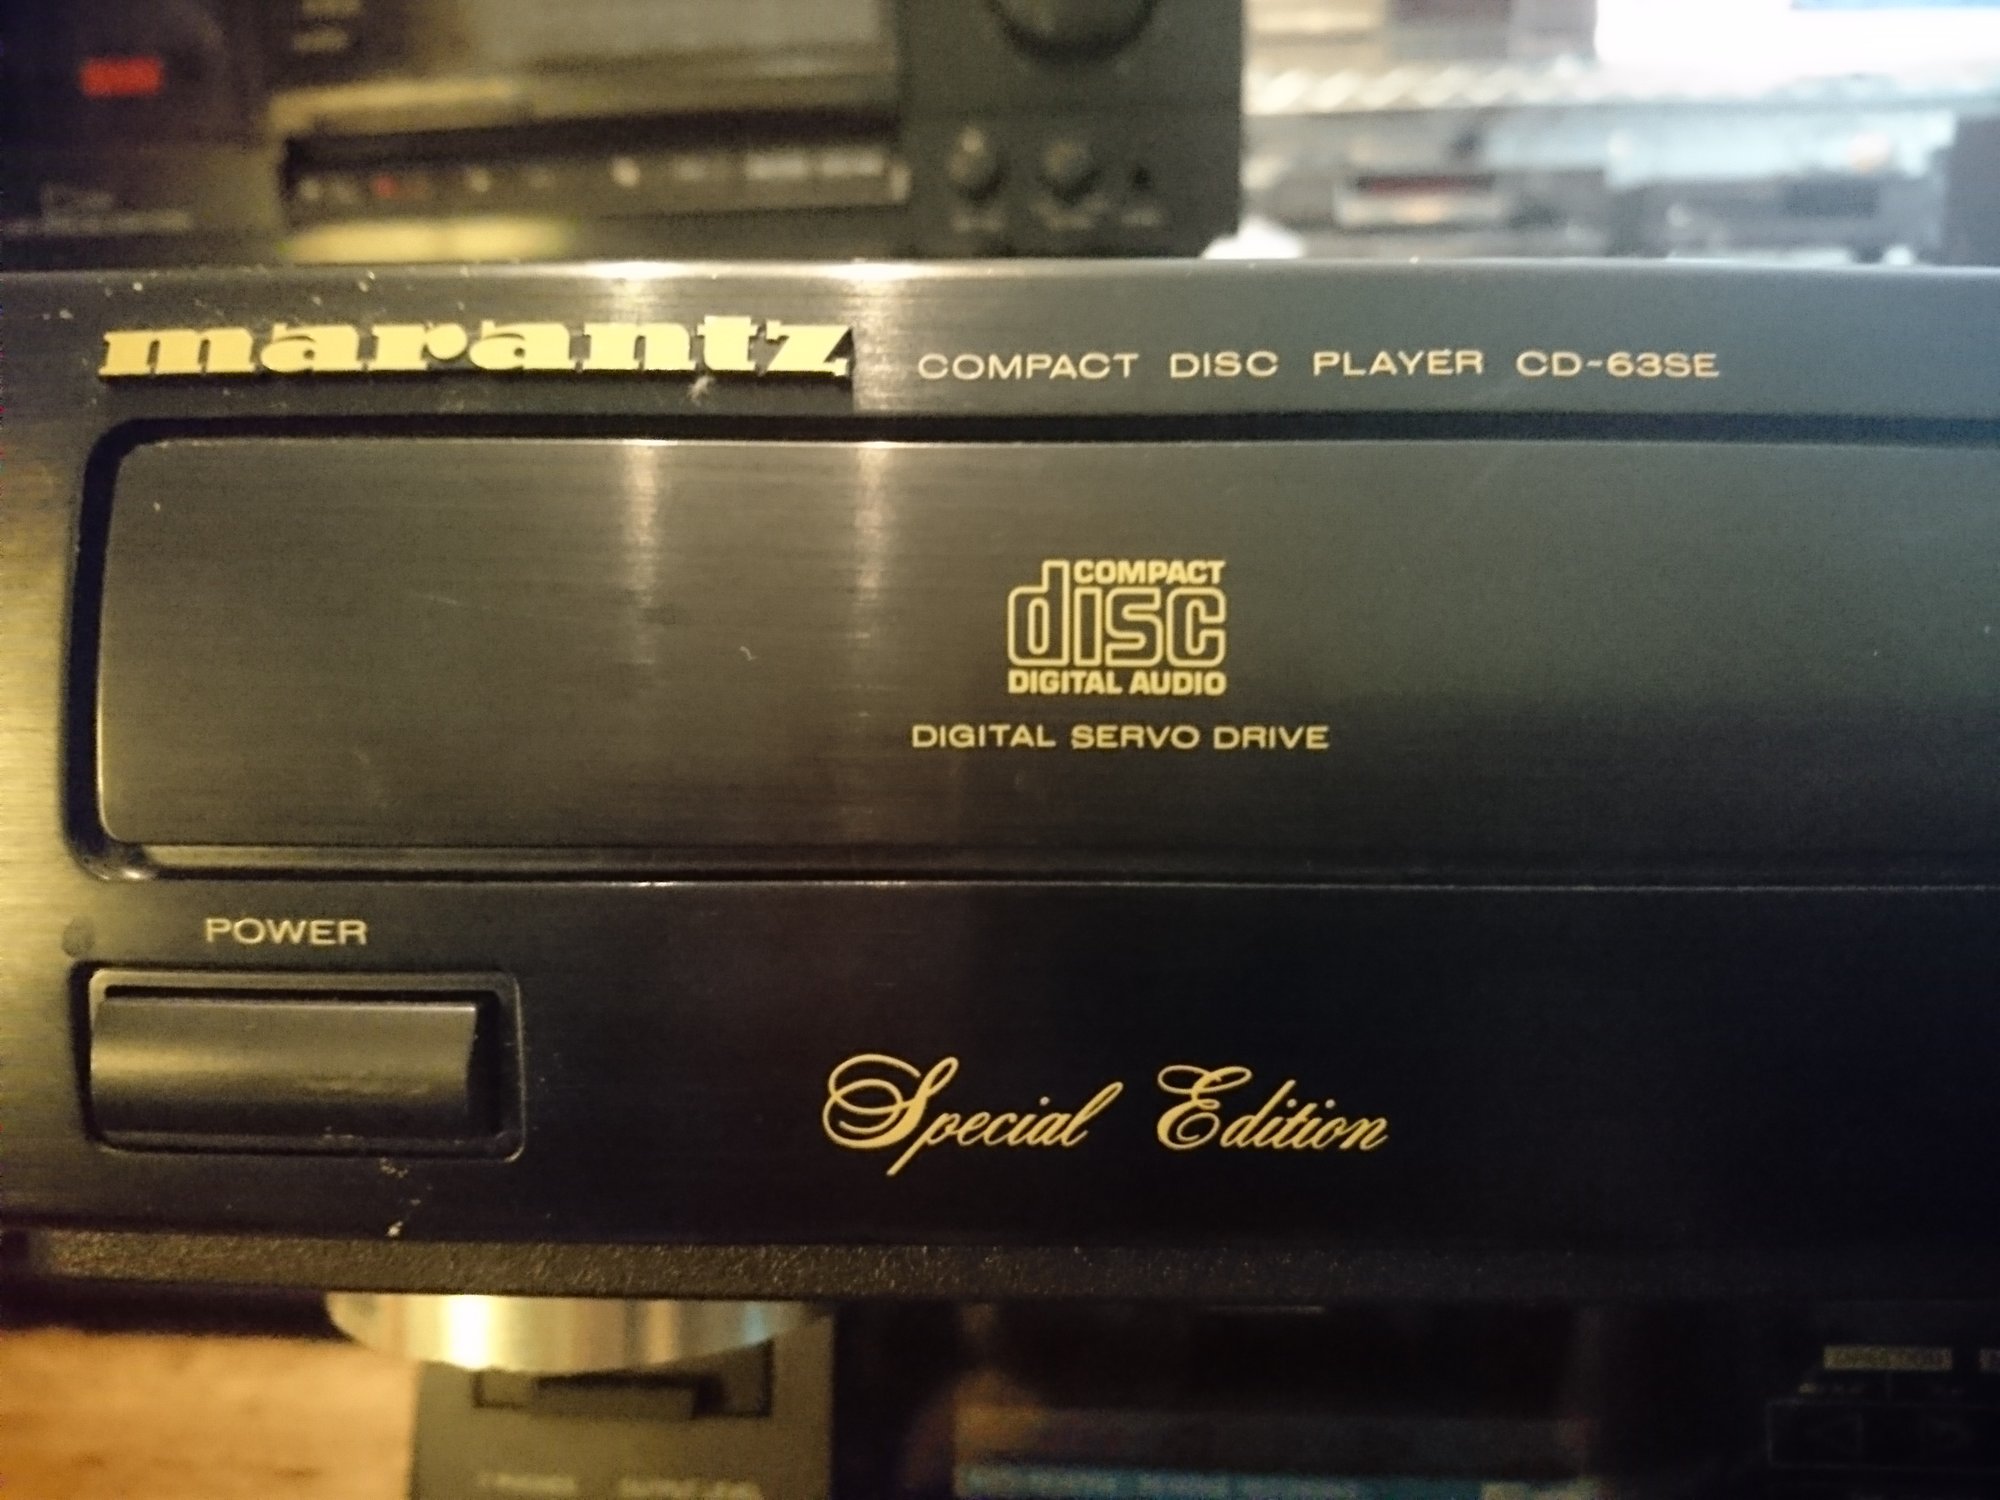 marantz COMPACT DISC PLAYER CD-63SE
COMPACT
disc
DIGITAL AUDIO
DIGITAL SERVO DRIVE
POWER
Special Edition